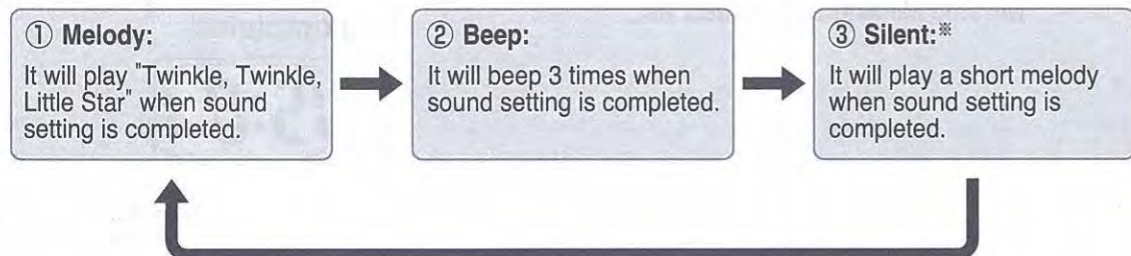 ① Melody:
It will play "Twinkle, Twinkle,
Little Star" when sound
setting is completed.
② Beep:
It will beep 3 times when
sound setting is completed.
③ Silent:※
It will play a short melody
when sound setting is
completed.